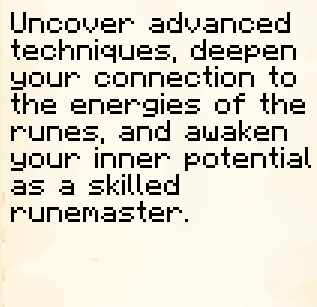 Uncover advanced
techniques, deepen
your connection to
the energies of the
runes, and awaken
your inner potential
as a skilled
runemaster.